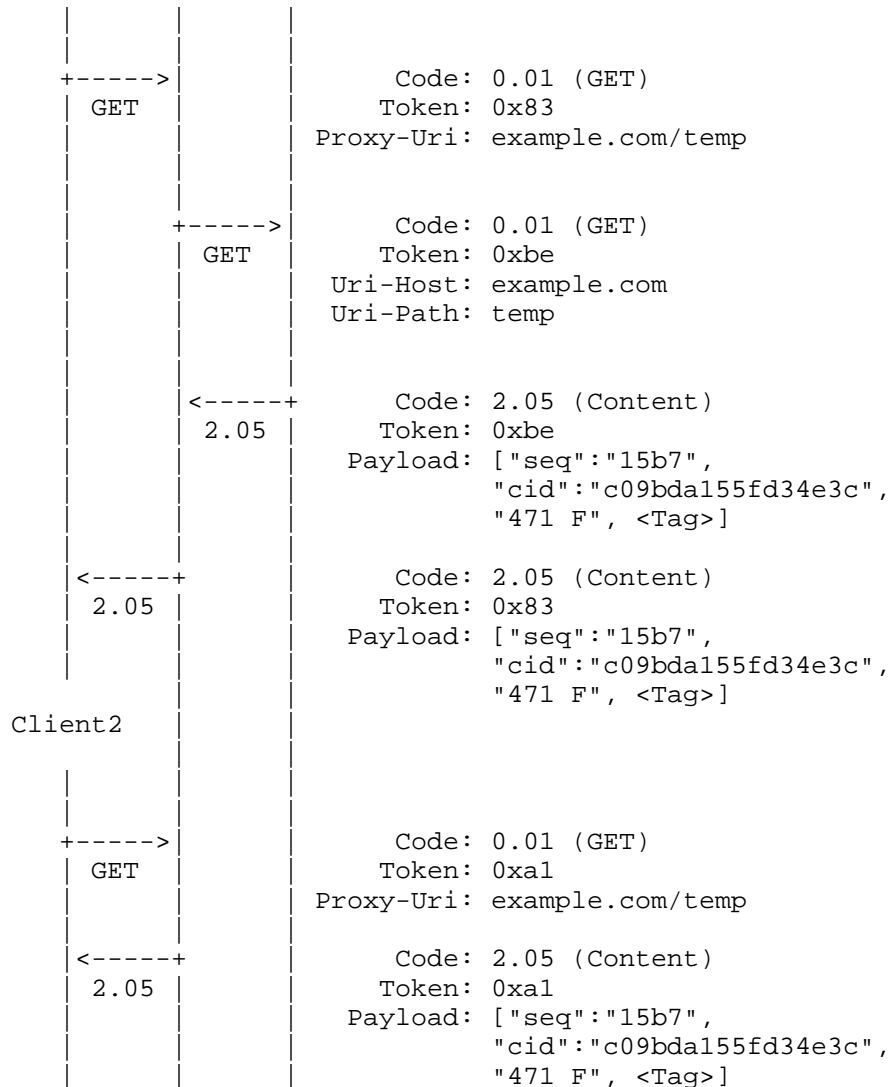 Code: 0.01 (GET)
GET Token: 0x83
Proxy-Uri: example.com/temp
Code: 0.01 (GET)
GET Token: 0xbe
Uri-Host: example.com
Uri-Path: temp
Code: 2.05 (Content)
2.05 Token: 0xbe
Payload: ["seq":"15b7",
"cid":"c09bda155fd34e3c",
"471 F", <Tag>]
Code: 2.05 (Content)
2.05 Token: 0x83
Payload: ["seq":"15b7",
"cid":"c09bda155fd34e3c",
"471 F", <Tag>]
Client2
Code: 0.01 (GET)
GET Token: 0xa1
Proxy-Uri: example.com/temp
Code: 2.05 (Content)
2.05 Token: 0xa1
Payload: ["seq":"15b7",
"cid":"c09bda155fd34e3c",
"471 F", <Tag>]